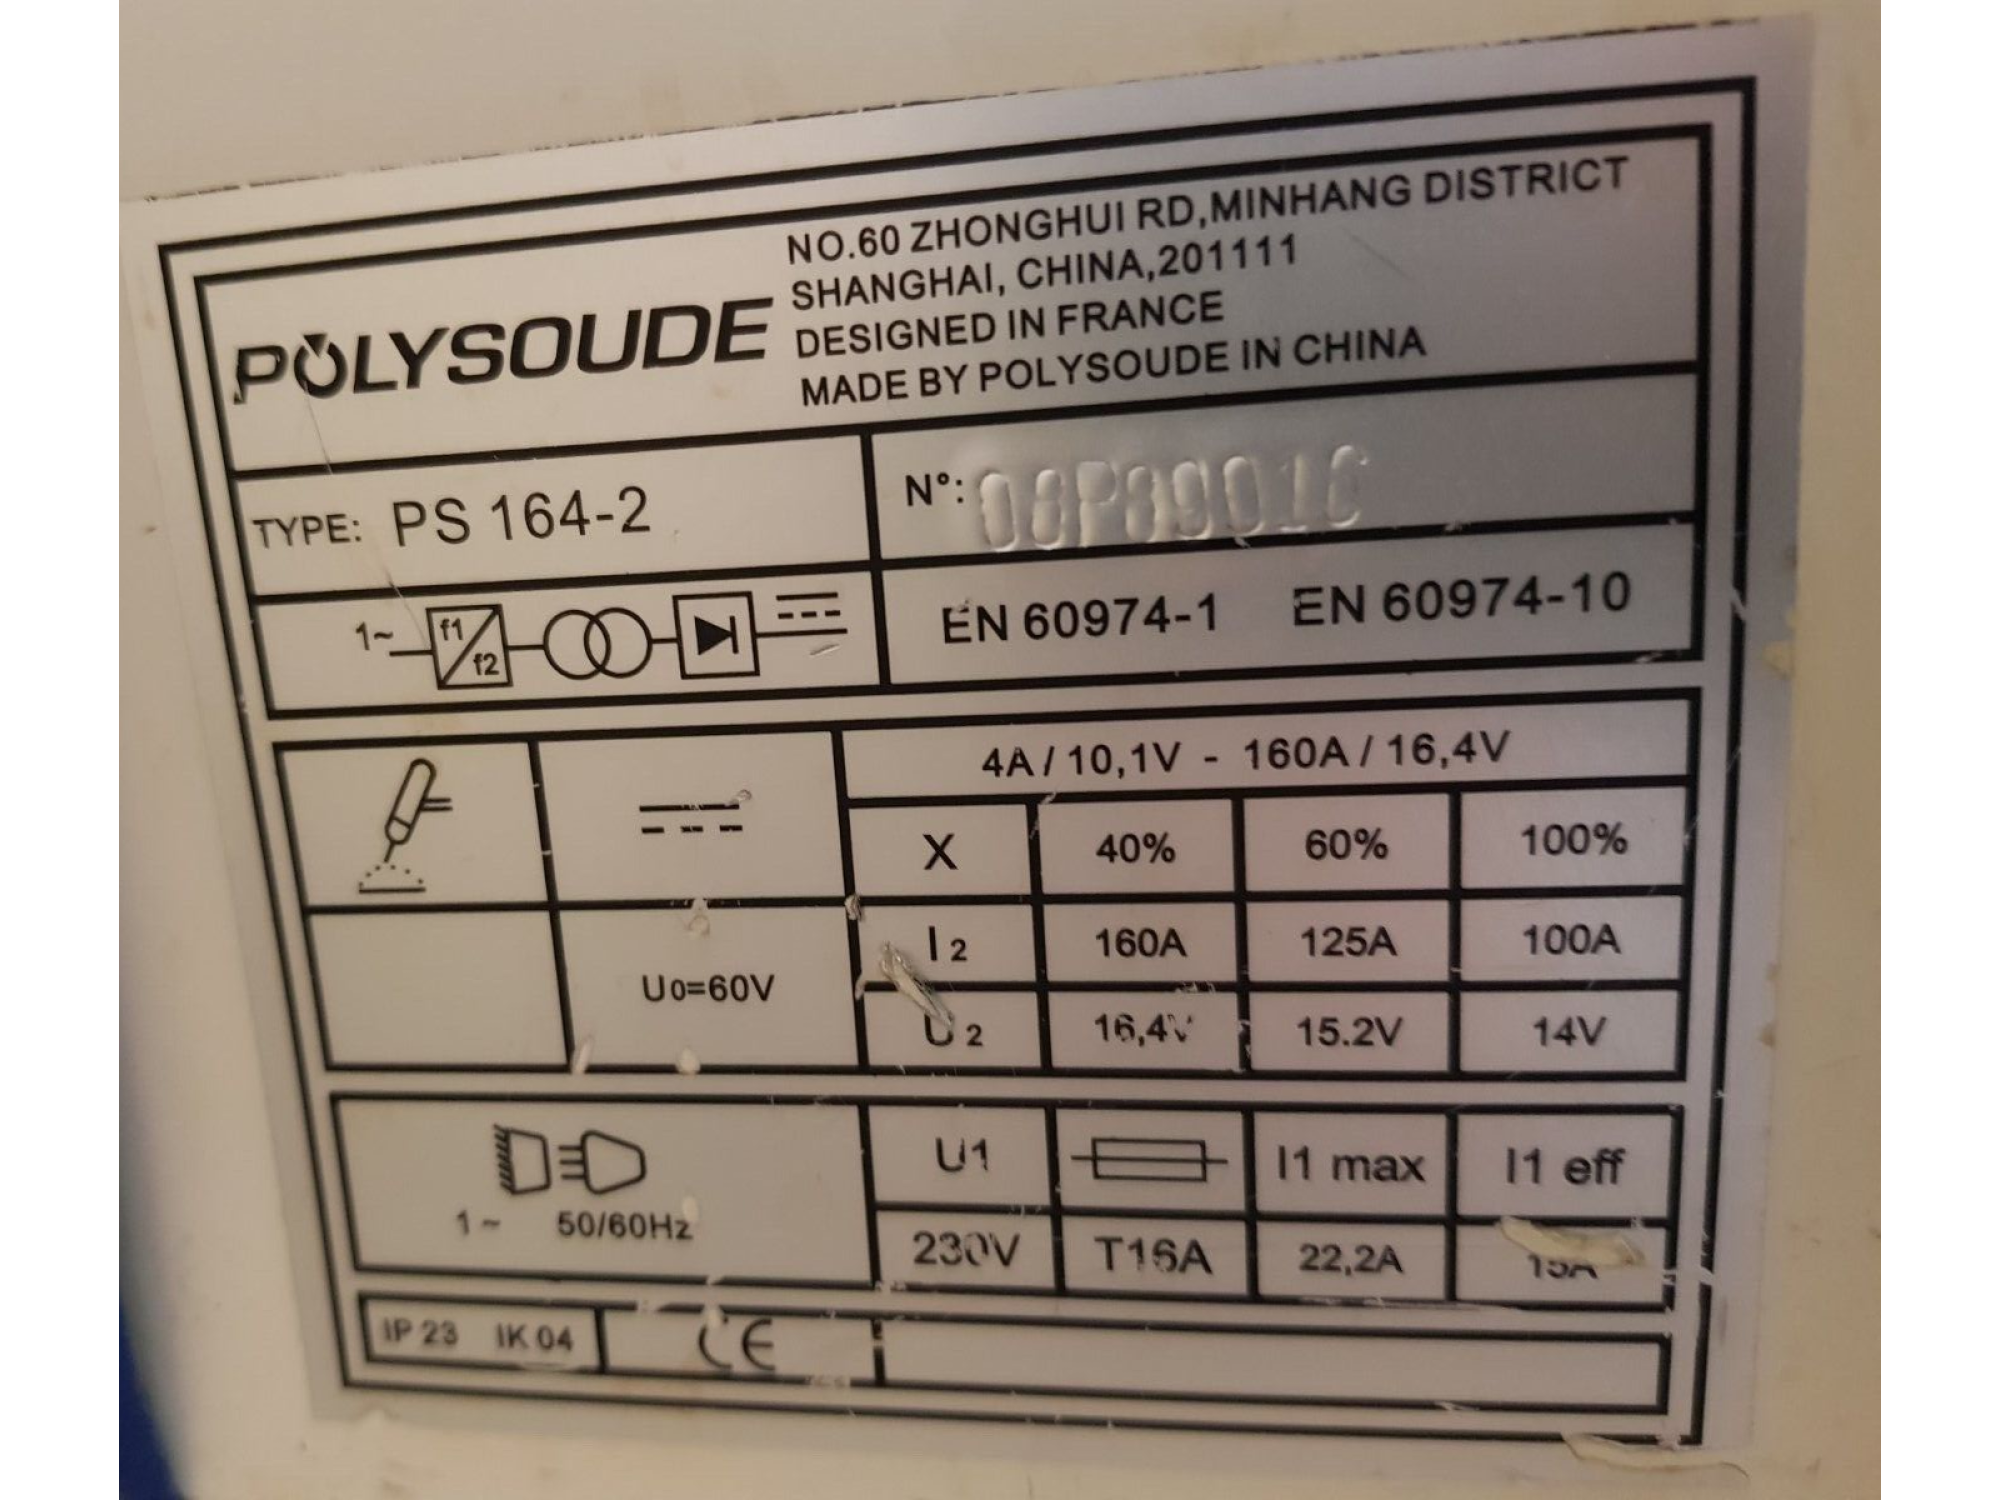 POLYSOUDE
NO.60 ZHONGHUI RD,MINHANG DISTRICT
SHANGHAI, CHINA,201111
DESIGNED IN FRANCE
MADE BY POLYSOUDE IN CHINA
TYPE: PS 164-2
N°:
1~ f1 f2
EN 60974-1 EN 60974-10
4A / 10,1V - 160A / 16,4V
X 40% 60% 100%
I2 160A 125A 100A
U0=60V
U2 16,4V 15.2V 14V
U1 I1 max I1 eff
1~ 50/60Hz
230V T16A 22,2A 15A
IP 23 IK 04 CE